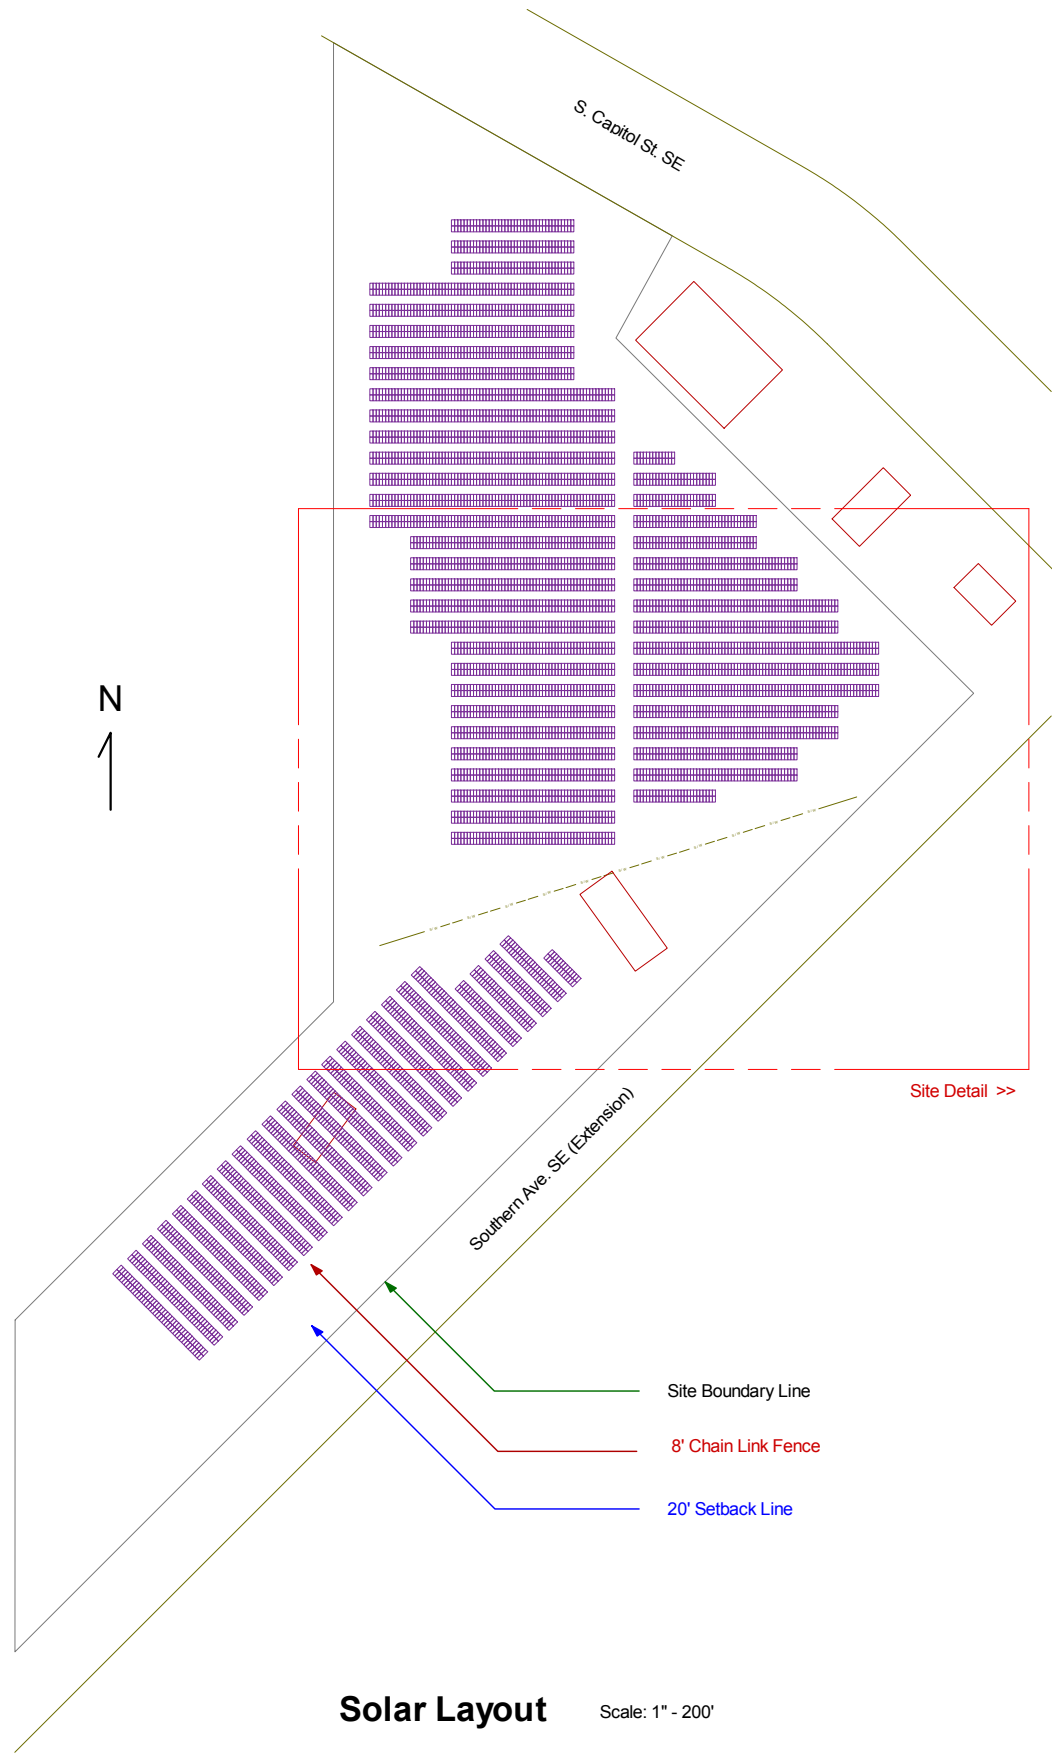 S. Capitol St. SE
N
Site Detail >>
Southern Ave. SE (Extension)
Site Boundary Line
8' Chain Link Fence
20' Setback Line
Solar Layout Scale: 1" - 200'